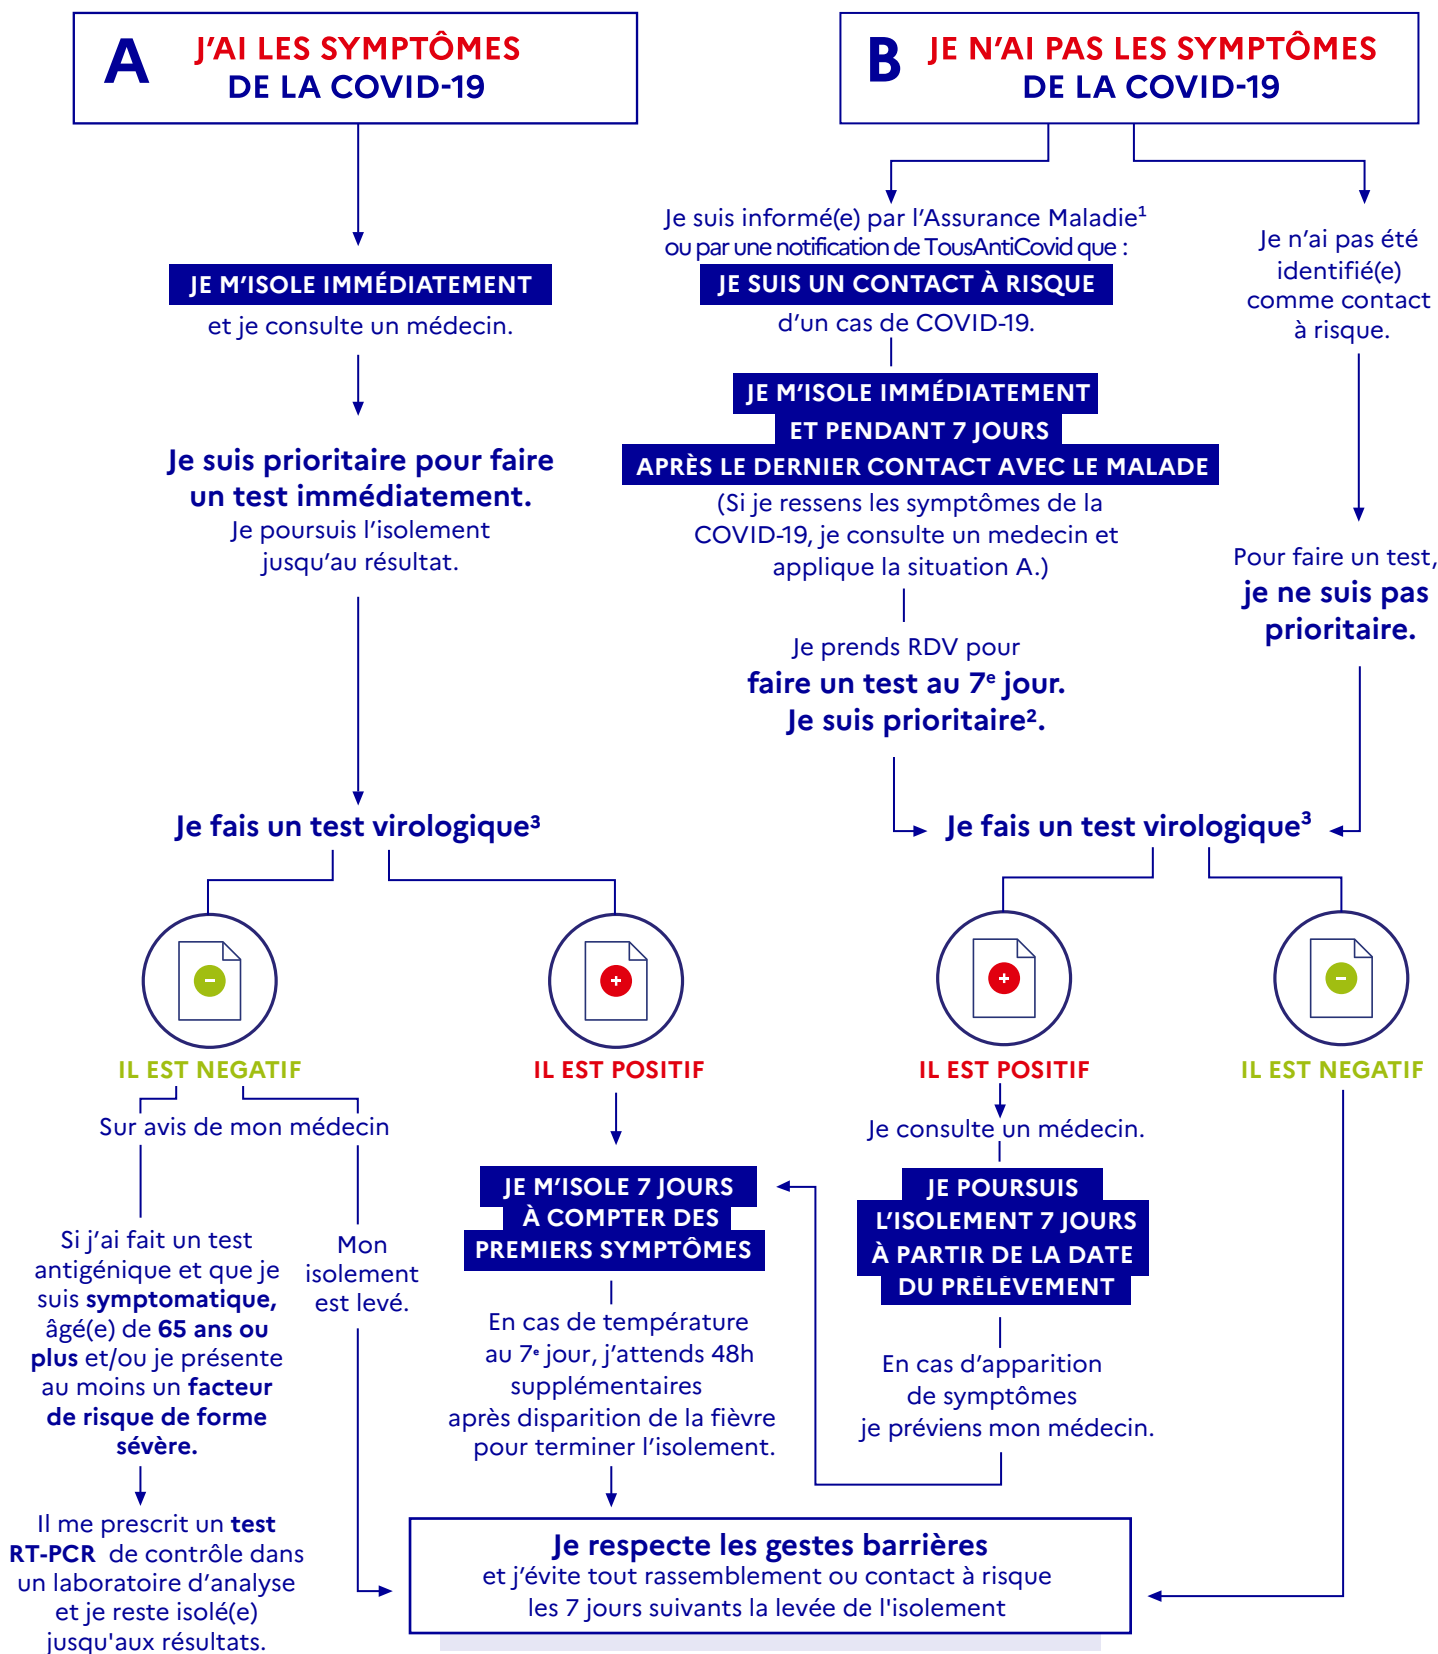 A
J'AI LES SYMPTÔMES
DE LA COVID-19
JE M'ISOLE IMMÉDIATEMENT
et je consulte un médecin.
Je suis prioritaire pour faire
un test immédiatement.
Je poursuis l'isolement
jusqu'au résultat.
Je fais un test virologique³
IL EST NEGATIF
Sur avis de mon médecin
Si j'ai fait un test
antigénique et que je
suis symptomatique,
âgé(e) de 65 ans ou
plus et/ou je présente
au moins un facteur
de risque de forme
sévère.
Il me prescrit un test
RT-PCR de contrôle dans
un laboratoire d'analyse
et je reste isolé(e)
jusqu'aux résultats.
Mon
isolement
est levé.
IL EST POSITIF
JE M'ISOLE 7 JOURS
À COMPTER DES
PREMIERS SYMPTÔMES
En cas de température
au 7ᵉ jour, j'attends 48h
supplémentaires
après disparition de la fièvre
pour terminer l'isolement.
B
JE N'AI PAS LES SYMPTÔMES
DE LA COVID-19
Je suis informé(e) par l'Assurance Maladie¹
ou par une notification de TousAntiCovid que :
JE SUIS UN CONTACT À RISQUE
d'un cas de COVID-19.
JE M'ISOLE IMMÉDIATEMENT
ET PENDANT 7 JOURS
APRÈS LE DERNIER CONTACT AVEC LE MALADE
(Si je ressens les symptômes de la
COVID-19, je consulte un medecin et
applique la situation A.)
Je prends RDV pour
faire un test au 7ᵉ jour.
Je suis prioritaire².
Je n'ai pas été
identifié(e)
comme contact
à risque.
Pour faire un test,
je ne suis pas
prioritaire.
Je fais un test virologique³
IL EST POSITIF
Je consulte un médecin.
JE POURSUIS
L'ISOLEMENT 7 JOURS
À PARTIR DE LA DATE
DU PRÉLÈVEMENT
En cas d'apparition
de symptômes
je préviens mon médecin.
IL EST NEGATIF
Je respecte les gestes barrières
et j'évite tout rassemblement ou contact à risque
les 7 jours suivants la levée de l'isolement